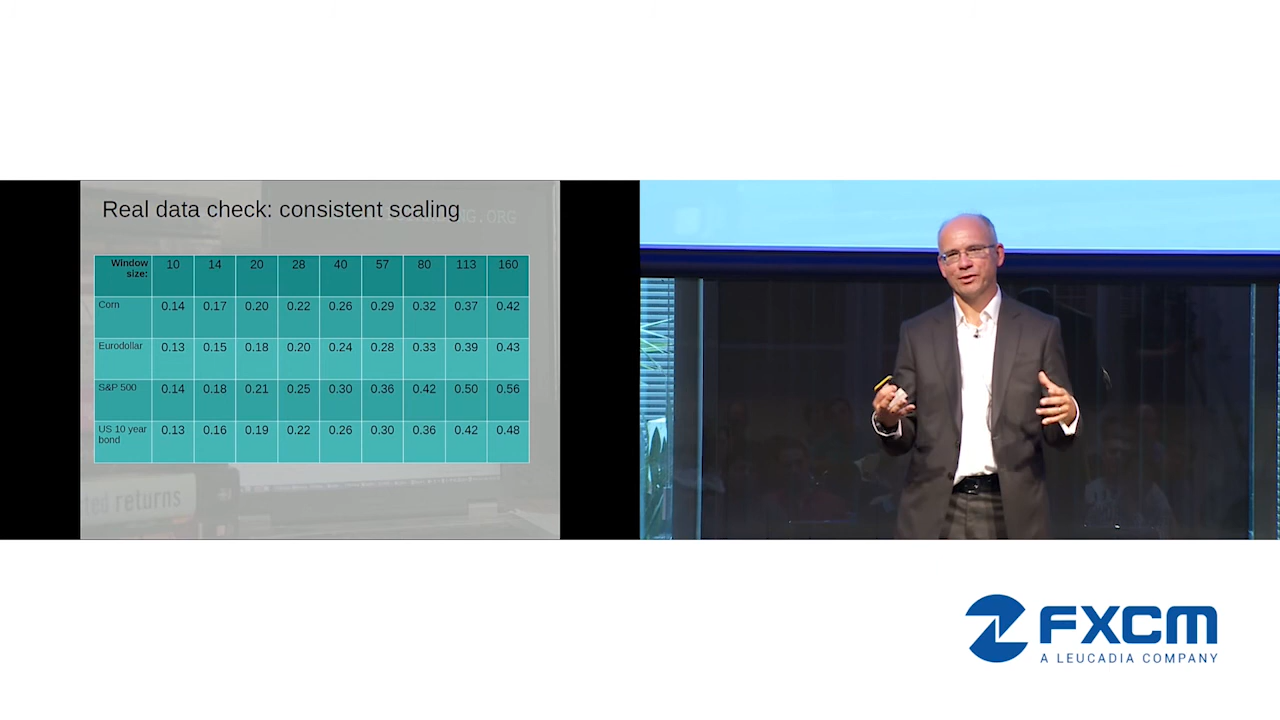 Real data check: consistent scaling
NG.ORG
Window size: 10 14 20 28 40 57 80 113 160
Corn 0.14 0.17 0.20 0.22 0.26 0.29 0.32 0.37 0.42
Eurodollar 0.13 0.15 0.18 0.20 0.24 0.28 0.33 0.39 0.43
S&P 500 0.14 0.18 0.21 0.25 0.30 0.36 0.42 0.50 0.56
US 10 year bond 0.13 0.16 0.19 0.22 0.26 0.30 0.36 0.42 0.48
returns
FXCM
A LEUCADIA COMPANY